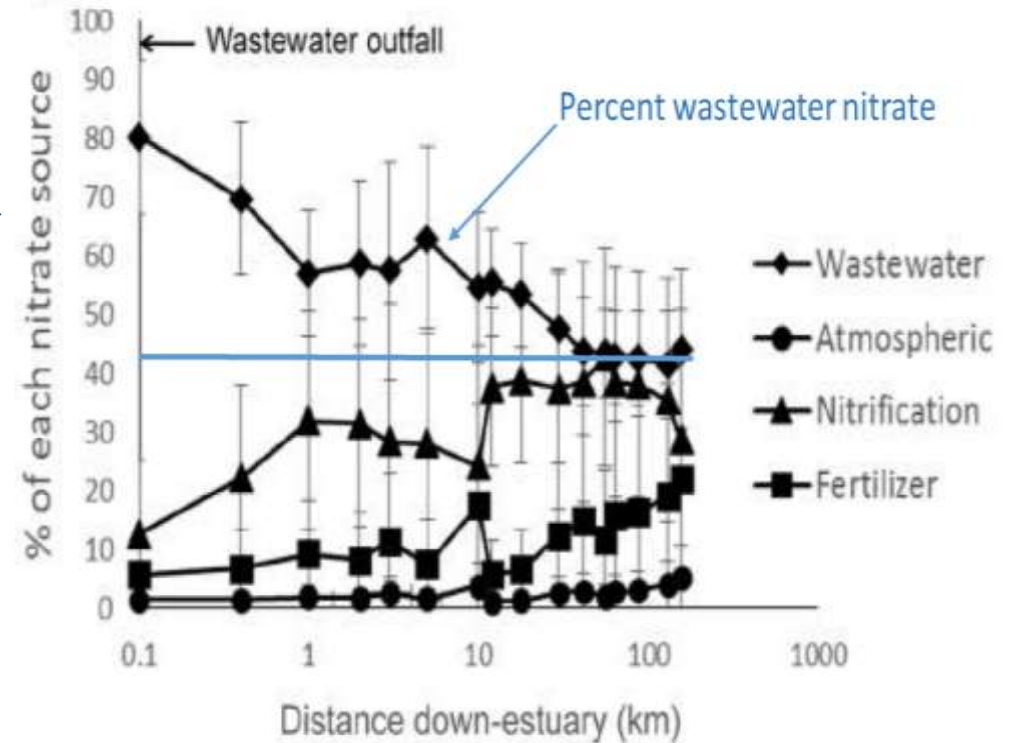 % of each nitrate source
100
90
80
70
60
50
40
30
20
10
0
Wastewater outfall
Percent wastewater nitrate
Wastewater
Atmospheric
Nitrification
Fertilizer
0.1 1 10 100 1000
Distance down-estuary (km)